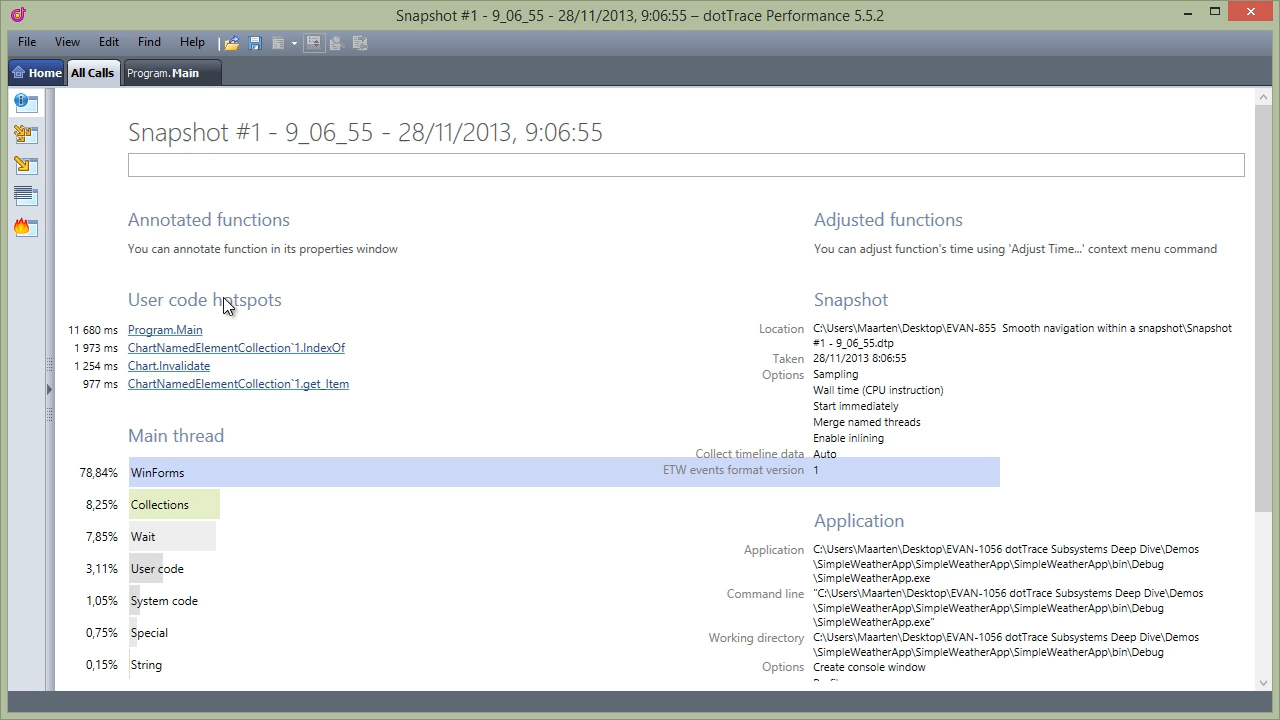 Snapshot #1 - 9_06_55 - 28/11/2013, 9:06:55 – dotTrace Performance 5.5.2
File View Edit Find Help
Home All Calls Program.Main
Snapshot #1 - 9_06_55 - 28/11/2013, 9:06:55
Annotated functions
You can annotate function in its properties window
User code hotspots
11 680 ms Program.Main
1 973 ms ChartNamedElementCollection`1.IndexOf
1 254 ms Chart.Invalidate
977 ms ChartNamedElementCollection`1.get_Item
Main thread
78,84% WinForms
8,25% Collections
7,85% Wait
3,11% User code
1,05% System code
0,75% Special
0,15% String
Adjusted functions
You can adjust function's time using 'Adjust Time...' context menu command
Snapshot
Location C:\Users\Maarten\Desktop\EVAN-855 Smooth navigation within a snapshot\Snapshot
#1 - 9_06_55.dtp
Taken 28/11/2013 8:06:55
Options Sampling
Wall time (CPU instruction)
Start immediately
Merge named threads
Enable inlining
Collect timeline data Auto
ETW events format version 1
Application
Application C:\Users\Maarten\Desktop\EVAN-1056 dotTrace Subsystems Deep Dive\Demos
\SimpleWeatherApp\SimpleWeatherApp\SimpleWeatherApp\bin\Debug
\SimpleWeatherApp.exe
Command line "C:\Users\Maarten\Desktop\EVAN-1056 dotTrace Subsystems Deep Dive\Demos
\SimpleWeatherApp\SimpleWeatherApp\SimpleWeatherApp\bin\Debug
\SimpleWeatherApp.exe"
Working directory C:\Users\Maarten\Desktop\EVAN-1056 dotTrace Subsystems Deep Dive\Demos
\SimpleWeatherApp\SimpleWeatherApp\SimpleWeatherApp\bin\Debug
Options Create console window